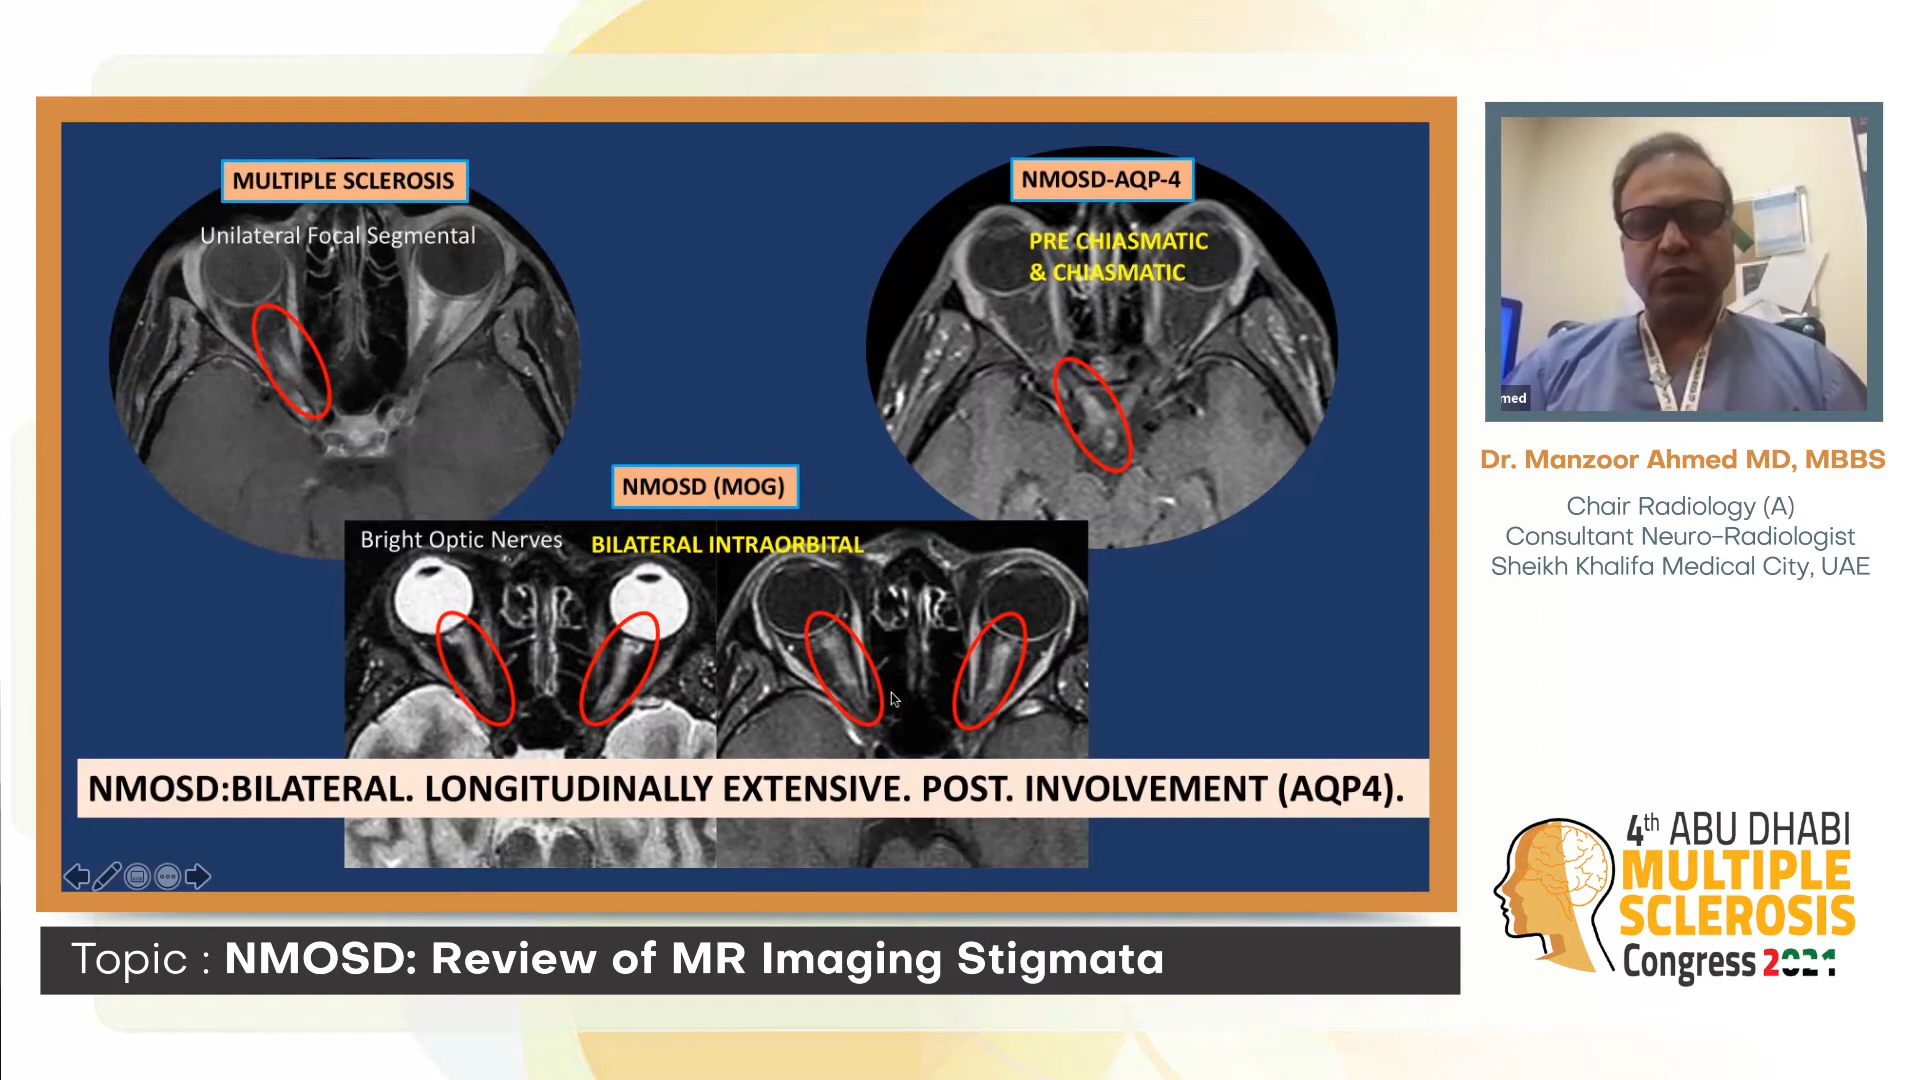 MULTIPLE SCLEROSIS
Unilateral Focal Segmental
NMOSD-AQP-4
PRE CHIASMATIC
& CHIASMATIC
NMOSD (MOG)
Bright Optic Nerves
BILATERAL INTRAORBITAL
NMOSD:BILATERAL. LONGITUDINALLY EXTENSIVE. POST. INVOLVEMENT (AQP4).
Topic : NMOSD: Review of MR Imaging Stigmata
med
Dr. Manzoor Ahmed MD, MBBS
Chair Radiology (A)
Consultant Neuro-Radiologist
Sheikh Khalifa Medical City, UAE
4th ABU DHABI
MULTIPLE
SCLEROSIS
Congress 2021